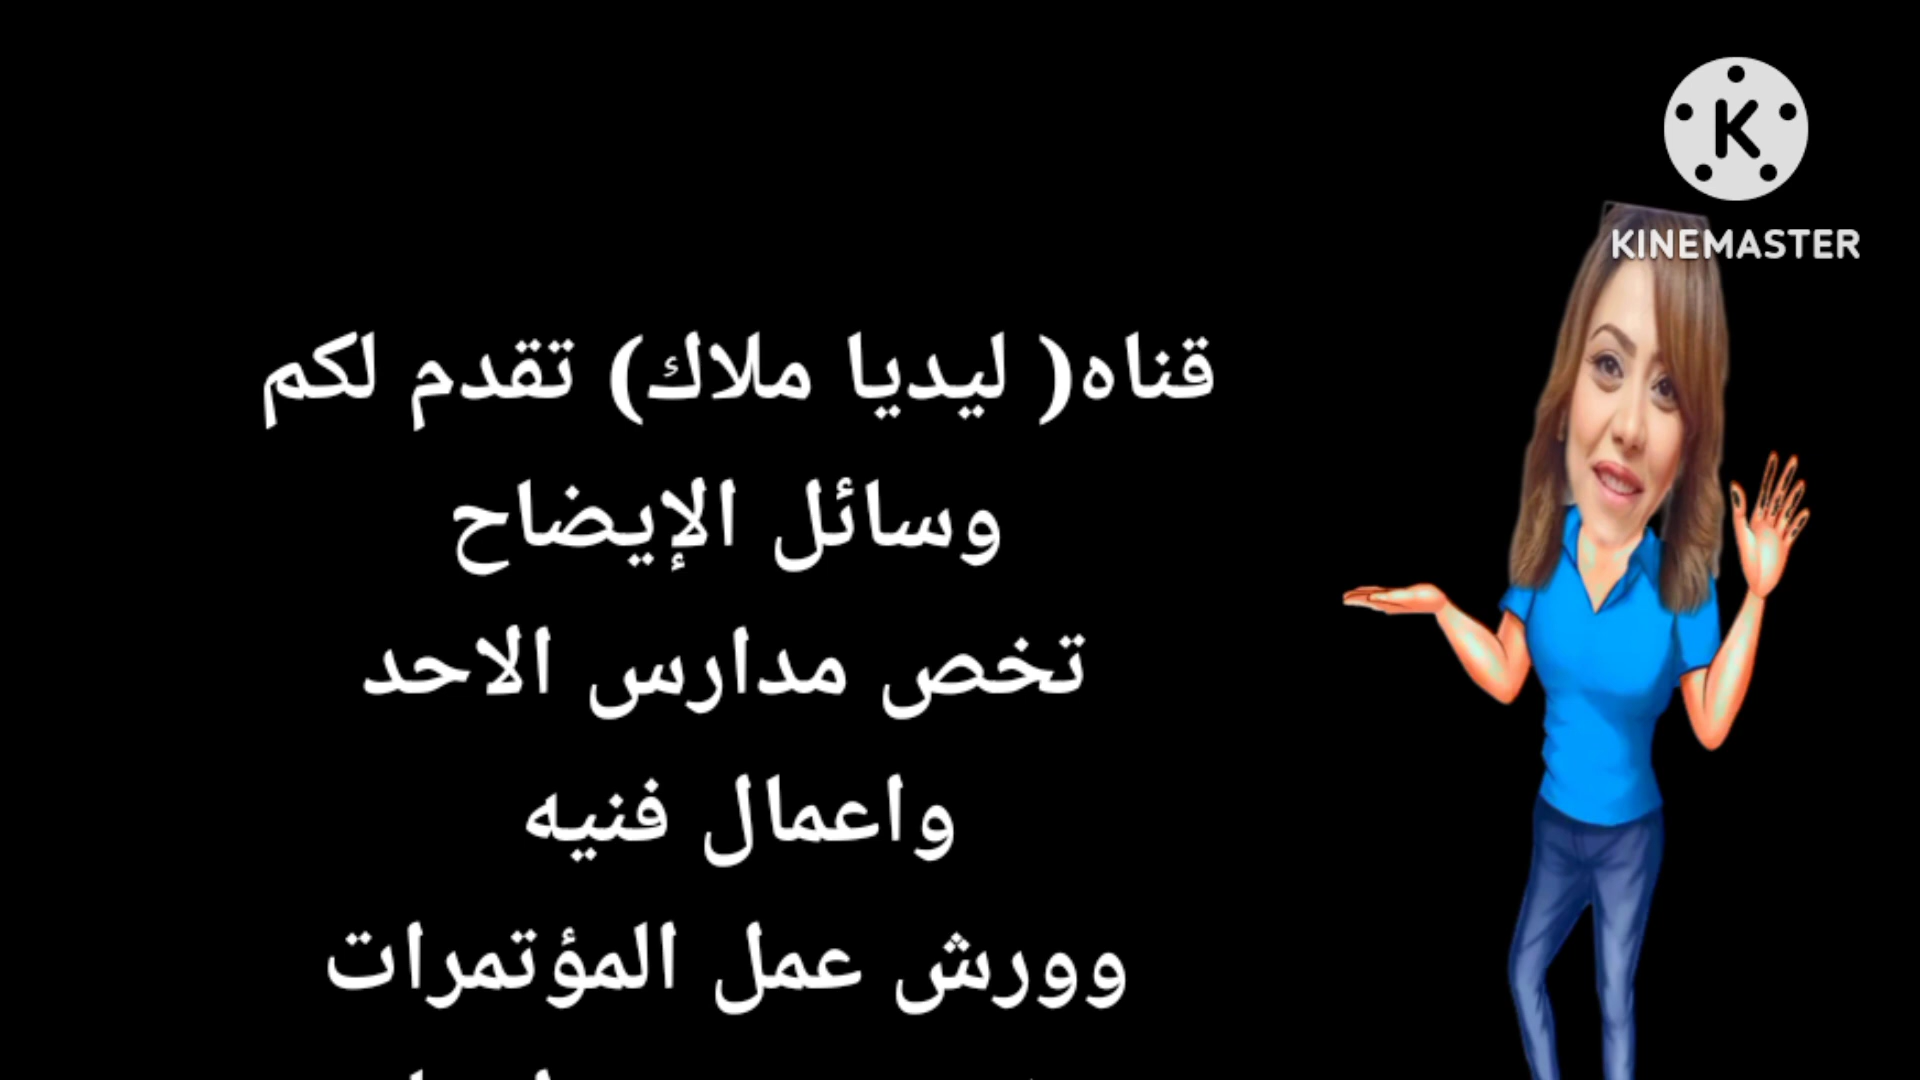 K
KINEMASTER
قناه( ليديا ملاك) تقدم لكم
وسائل الإيضاح
تخص مدارس الاحد
واعمال فنيه
وورش عمل المؤتمرات